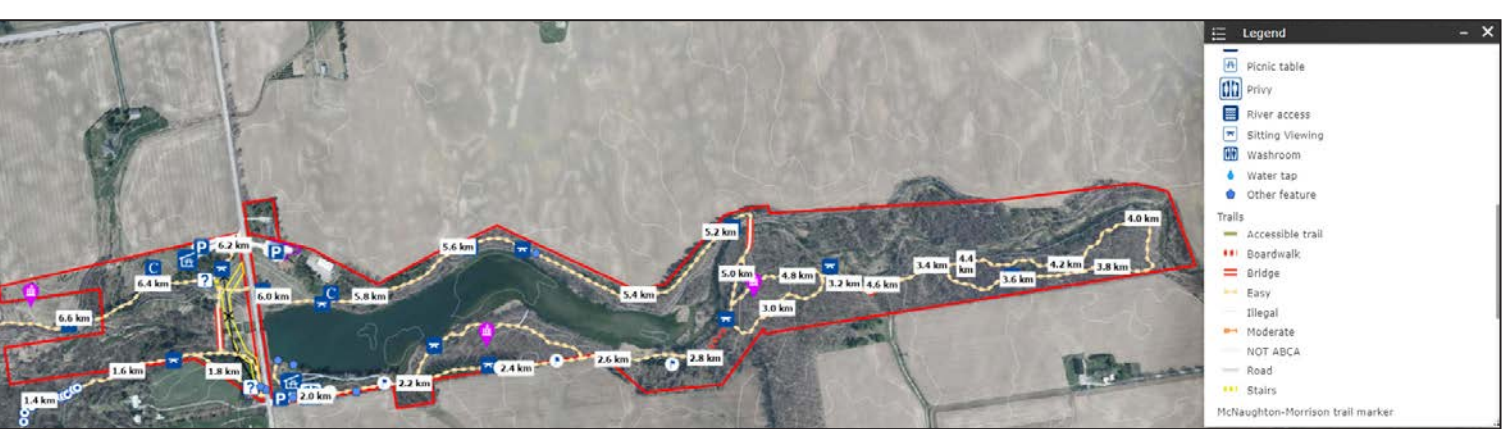 Legend
Picnic table
Privy
River access
Sitting Viewing
Washroom
Water tap
Other feature
Trails
Accessible trail
Boardwalk
Bridge
Easy
Illegal
Moderate
NOT ABCA
Road
Stairs
McNaughton-Morrison trail marker
4.0 km
5.2 km
P
6.2 km
P
5.6 km
C
6.4 km
?
5.0 km
4.8 km
3.4 km
4.4
km
4.2 km
3.8 km
3.6 km
3.2 km
4.6 km
6.0 km
C
5.8 km
5.4 km
3.0 km
6.6 km
1.6 km
1.8 km
2.4 km
2.6 km
2.8 km
1.4 km
?
P
2.0 km
2.2 km